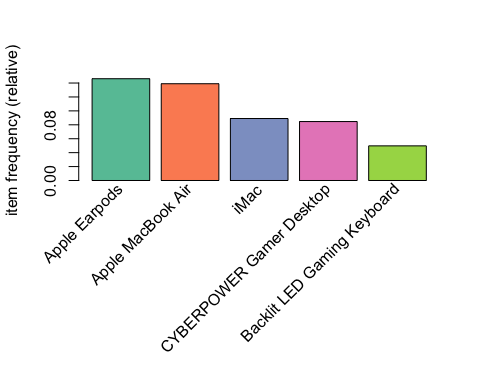 item frequency (relative)
0.08
0.00
Apple Earpods
Apple MacBook Air
iMac
CYBERPOWER Gamer Desktop
Backlit LED Gaming Keyboard